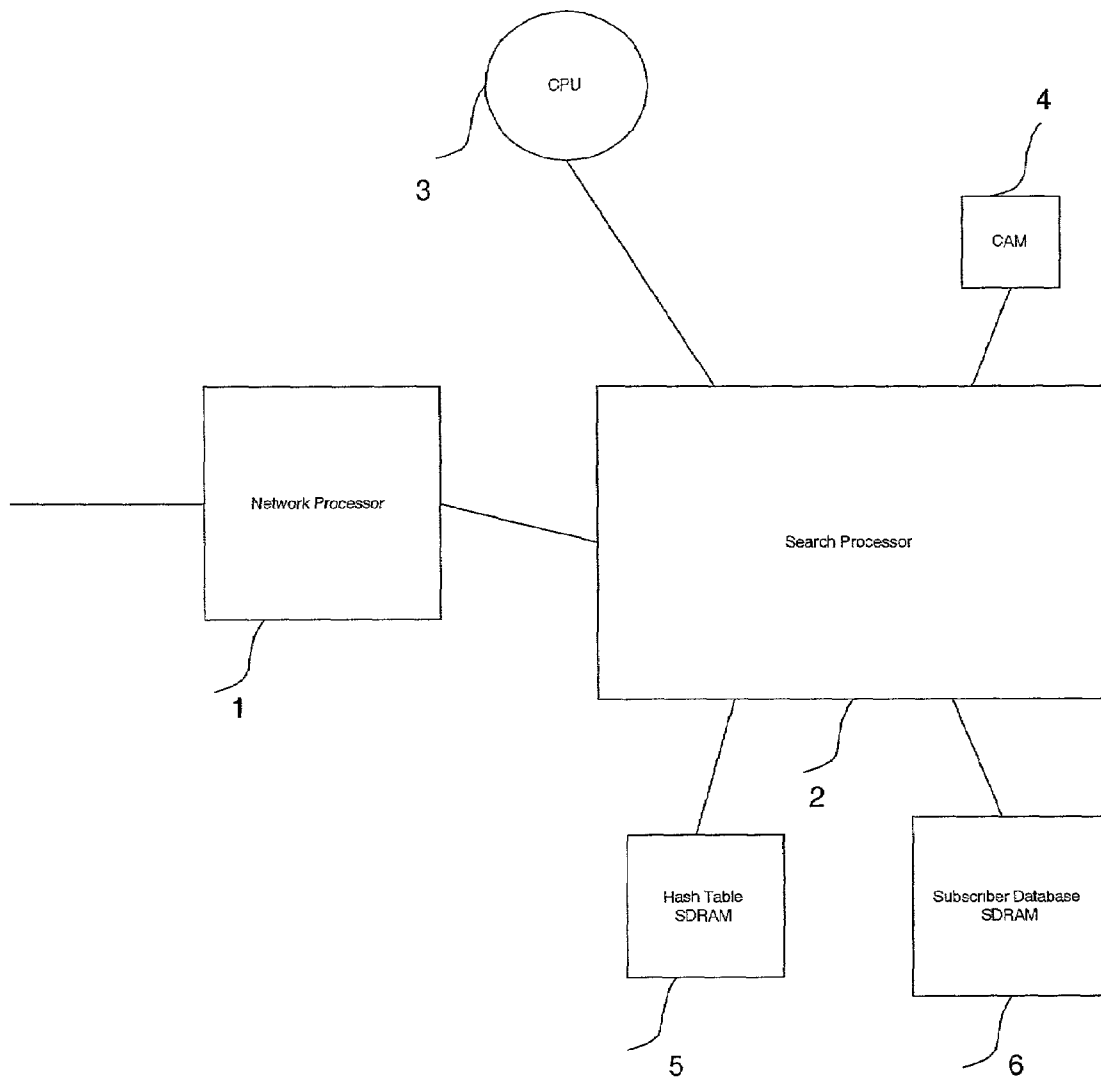 CPU
4
3
CAM
Network Processor
Search Processor
1
2
Hash Table
SDRAM
Subscriber Database
SDRAM
5
6